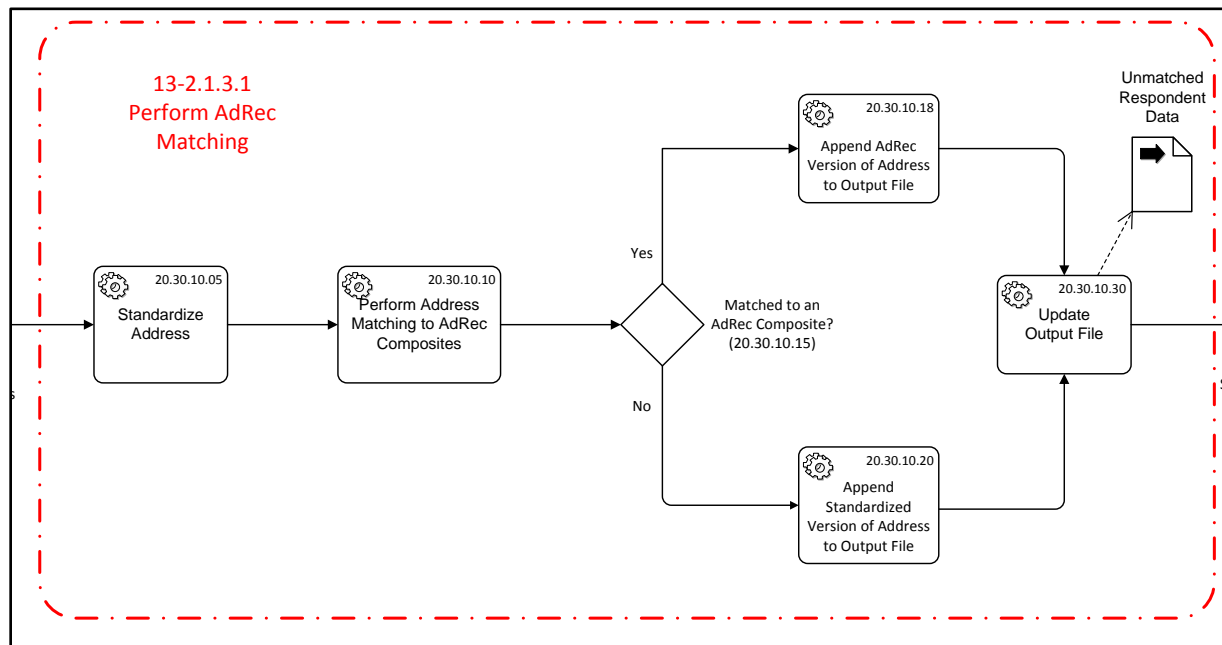 13-2.1.3.1
Perform AdRec
Matching
20.30.10.05
Standardize
Address
20.30.10.10
Perform Address
Matching to AdRec
Composites
Yes
No
Matched to an
AdRec Composite?
(20.30.10.15)
20.30.10.18
Append AdRec
Version of Address
to Output File
20.30.10.20
Append
Standardized
Version of Address
to Output File
Unmatched
Respondent
Data
20.30.10.30
Update
Output File